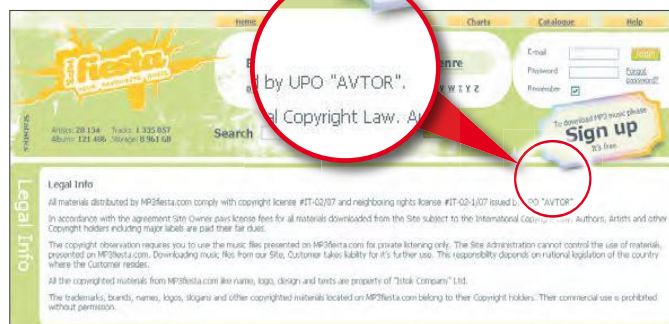 Home Charts Catalogue Help
mp3 fiesta
YOUR FAVOURITE MUSIC
E-mail login
Password Forgot password?
Remember
enre
W Y Z
d by UPO "AVTOR".
al Copyright Law. Au
Statistics
Artists: 28 134 Tracks: 1 335 857
Albums: 121 486 Storage: 8 961 GB
Search
To download MP3 music please
Sign up
It's free
Legal Info
Legal Info
All materials distributed by MP3fiesta.com comply with copyright license #IT-02/07 and neighboring rights license #IT-02-1/07 issued by UPO "AVTOR".
In accordance with the agreement Site Owner pays license fees for all materials downloaded from the Site subject to the International Copyright Law. Authors, Artists and other
Copyright holders including major labels are paid their fair dues.
The copyright observation requires you to use the music files presented on MP3fiesta.com for private listening only. The Site Administration cannot control the use of materials,
presented on MP3fiesta.com. Downloading music files from our Site, Customer takes liability for it's further use. This responsibility depends on national legislation of the country
where the Customer resides.
All the copyrighted materials from MP3fiesta.com like name, logo, design and texts are property of "Istok Company" Ltd.
The trademarks, brands, names, logos, slogans and other copyrighted materials located on MP3fiesta.com belong to their Copyright holders. Their commercial use is prohibited
without permission.